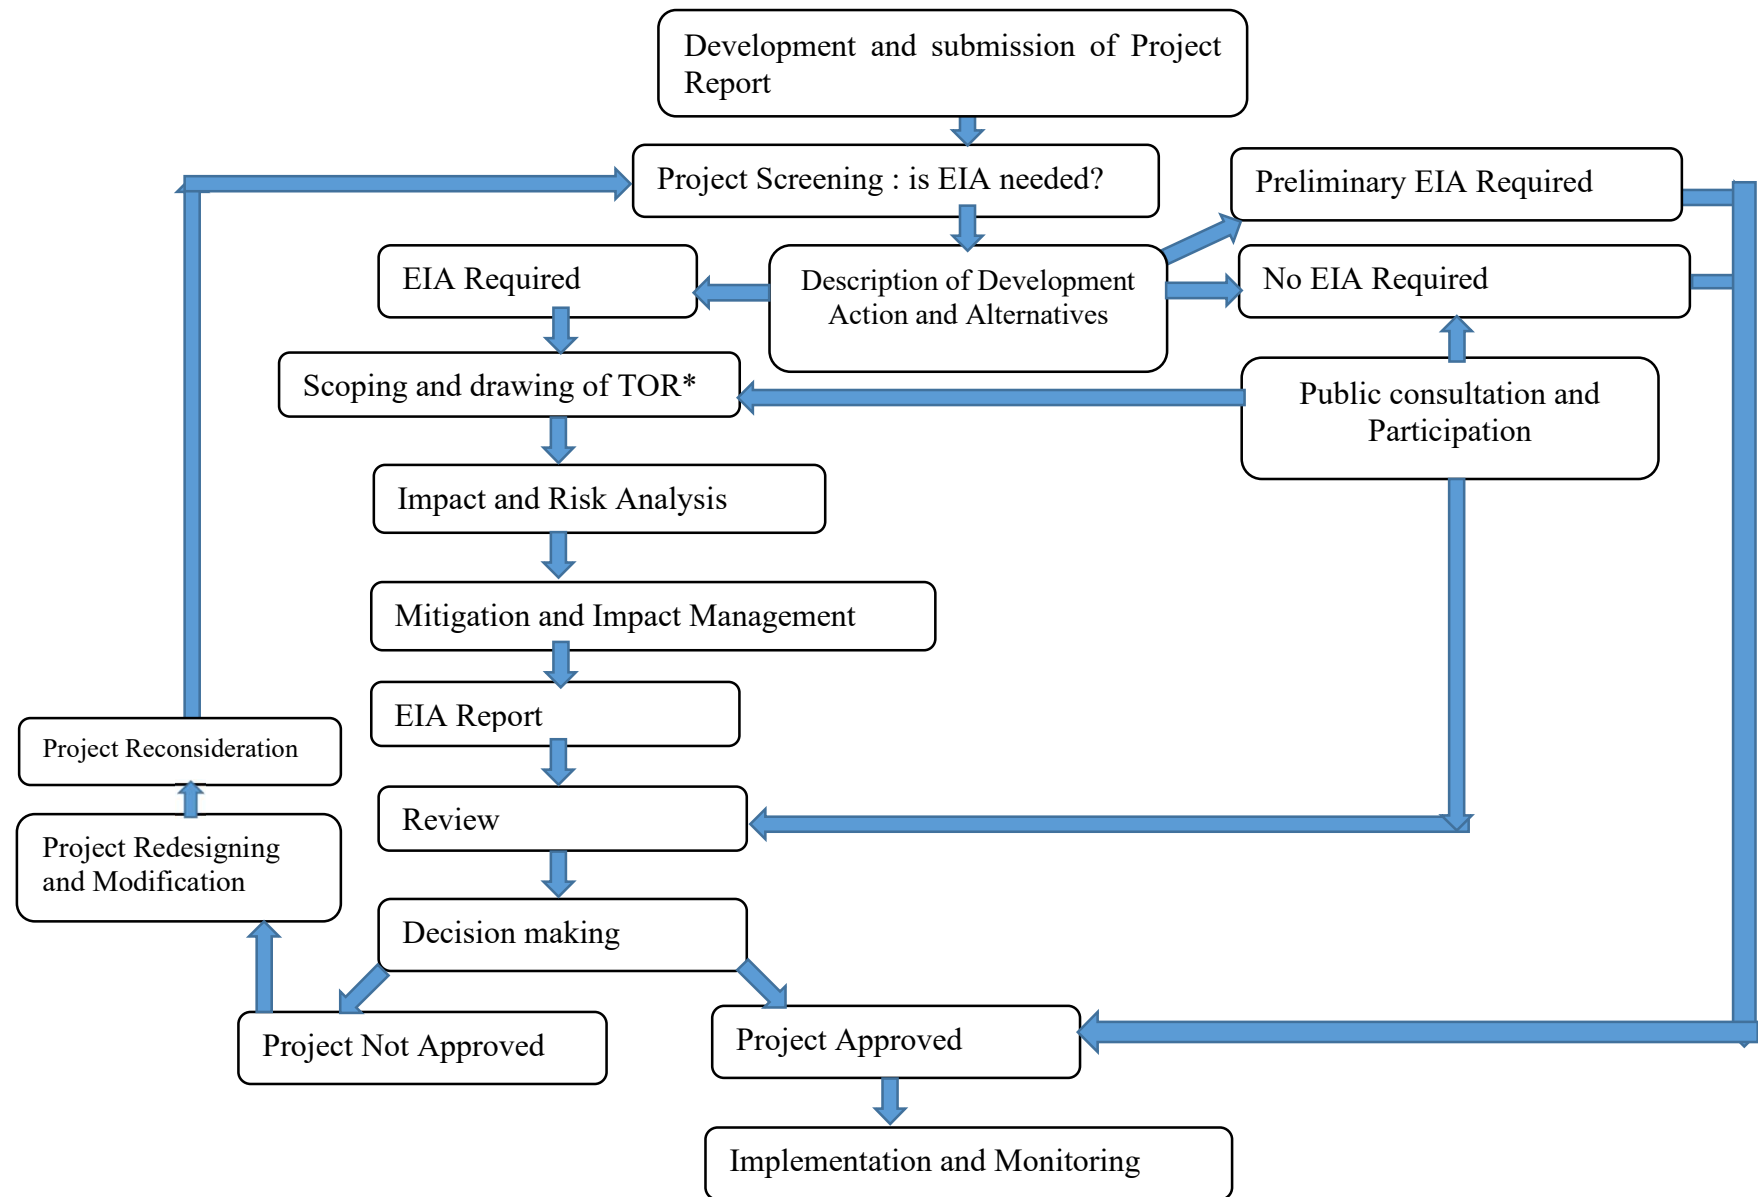 Development and submission of Project
Report
Project Screening : is EIA needed?
Preliminary EIA Required
EIA Required
Description of Development
Action and Alternatives
No EIA Required
Scoping and drawing of TOR*
Public consultation and
Participation
Impact and Risk Analysis
Mitigation and Impact Management
EIA Report
Project Reconsideration
Review
Project Redesigning
and Modification
Decision making
Project Not Approved
Project Approved
Implementation and Monitoring